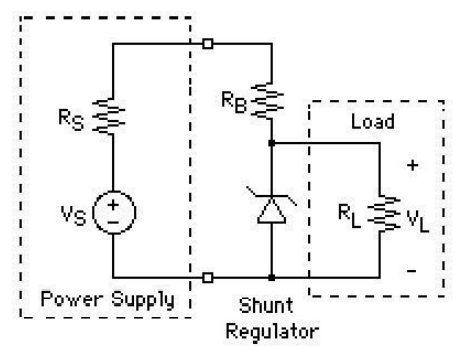 RS
RB
Load
+
VS
+
-
RL
VL
-
Power Supply
Shunt
Regulator